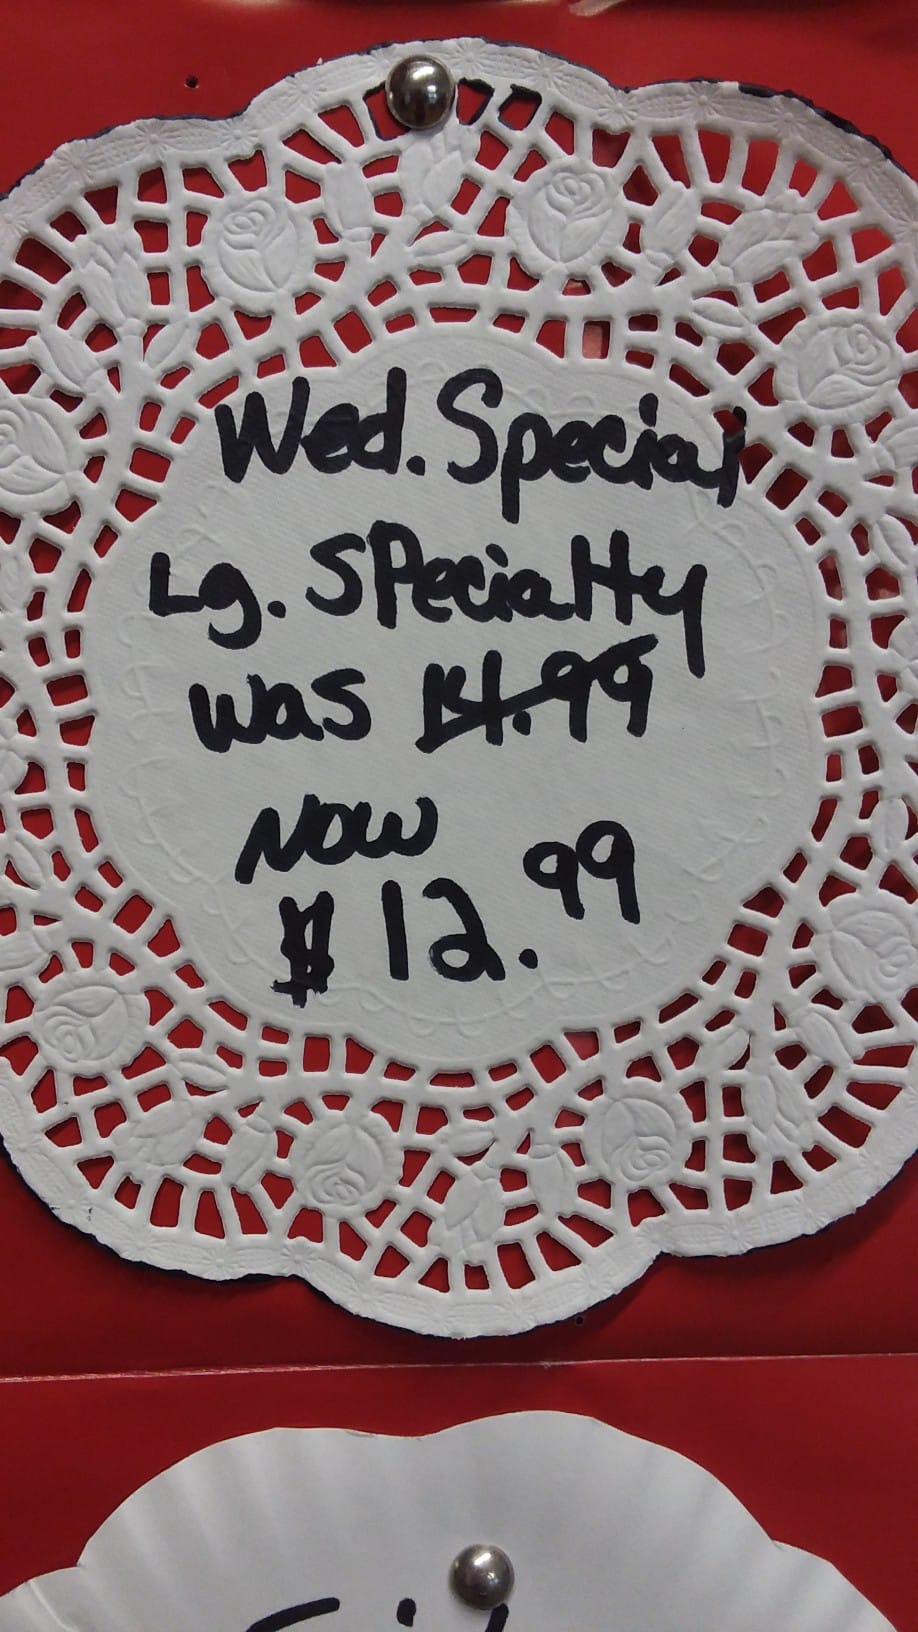 Wed. Special
Lg. SPecialty
was 14.99
NOW
$ 12.99